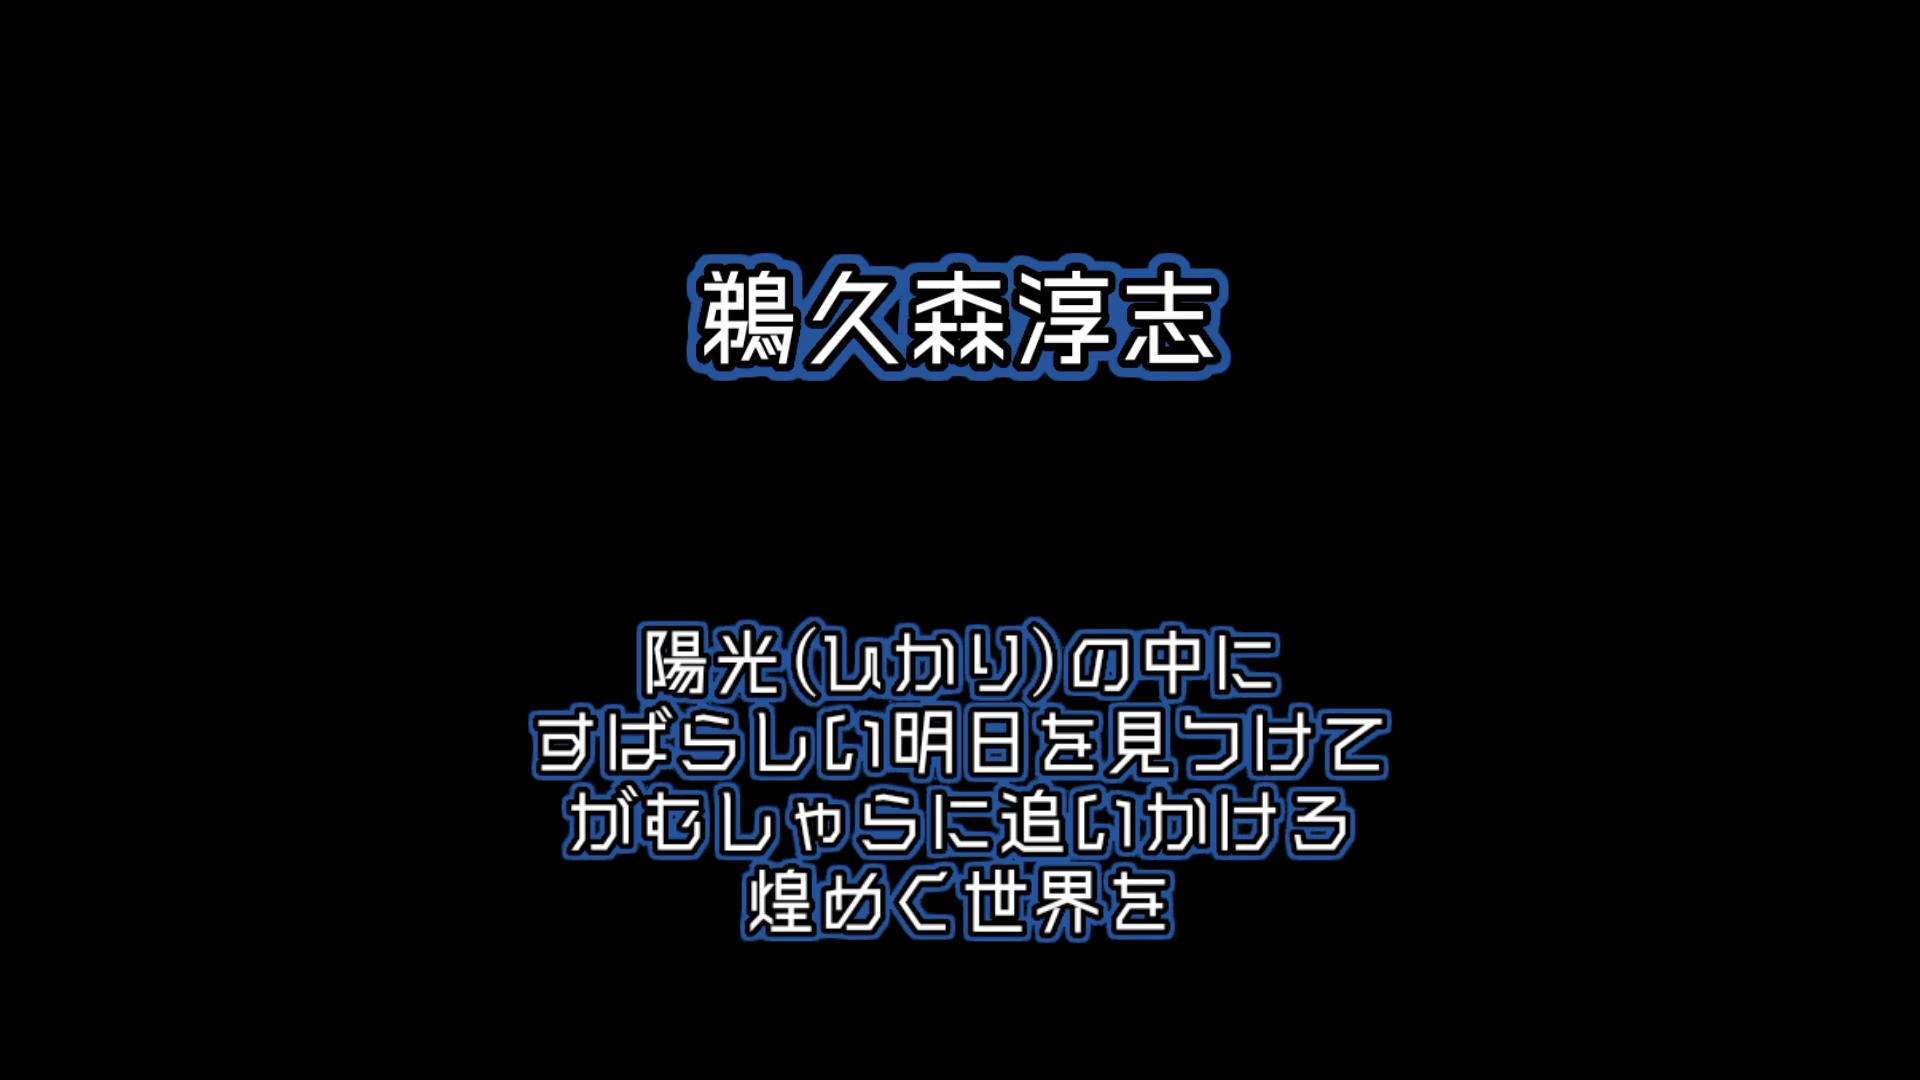 鵜久森淳志
陽光(ひかり)の中に
すばらしい明日を見つけて
がむしゃらに追いかけろ
煌めく世界を